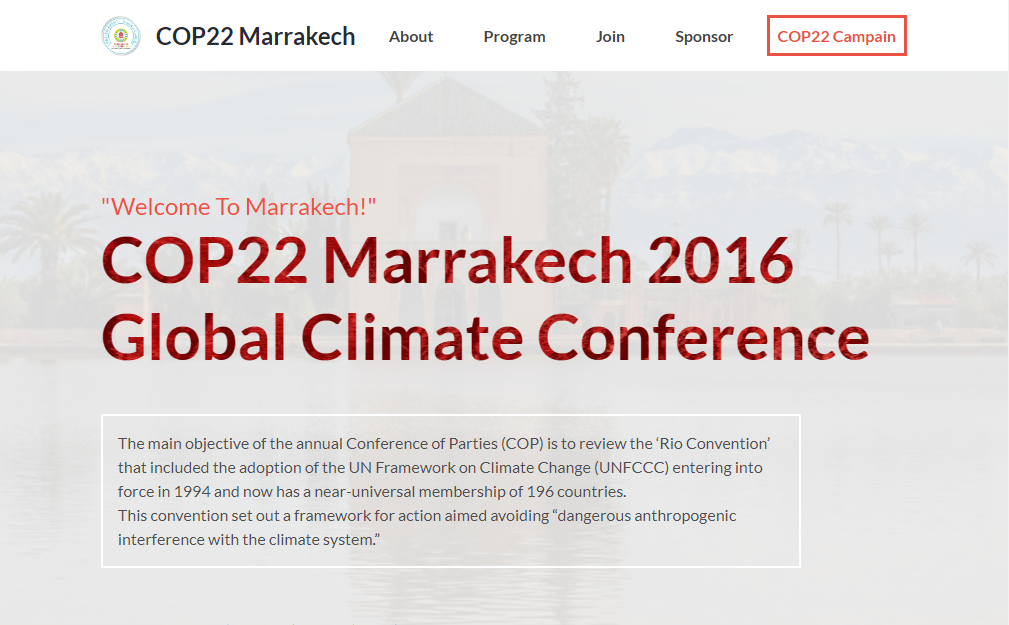 COP22 Marrakech
About
Program
Join
Sponsor
COP22 Campain
"Welcome To Marrakech!"
COP22 Marrakech 2016
Global Climate Conference
The main objective of the annual Conference of Parties (COP) is to review the ‘Rio Convention’
that included the adoption of the UN Framework on Climate Change (UNFCCC) entering into
force in 1994 and now has a near-universal membership of 196 countries.
This convention set out a framework for action aimed avoiding “dangerous anthropogenic
interference with the climate system.”